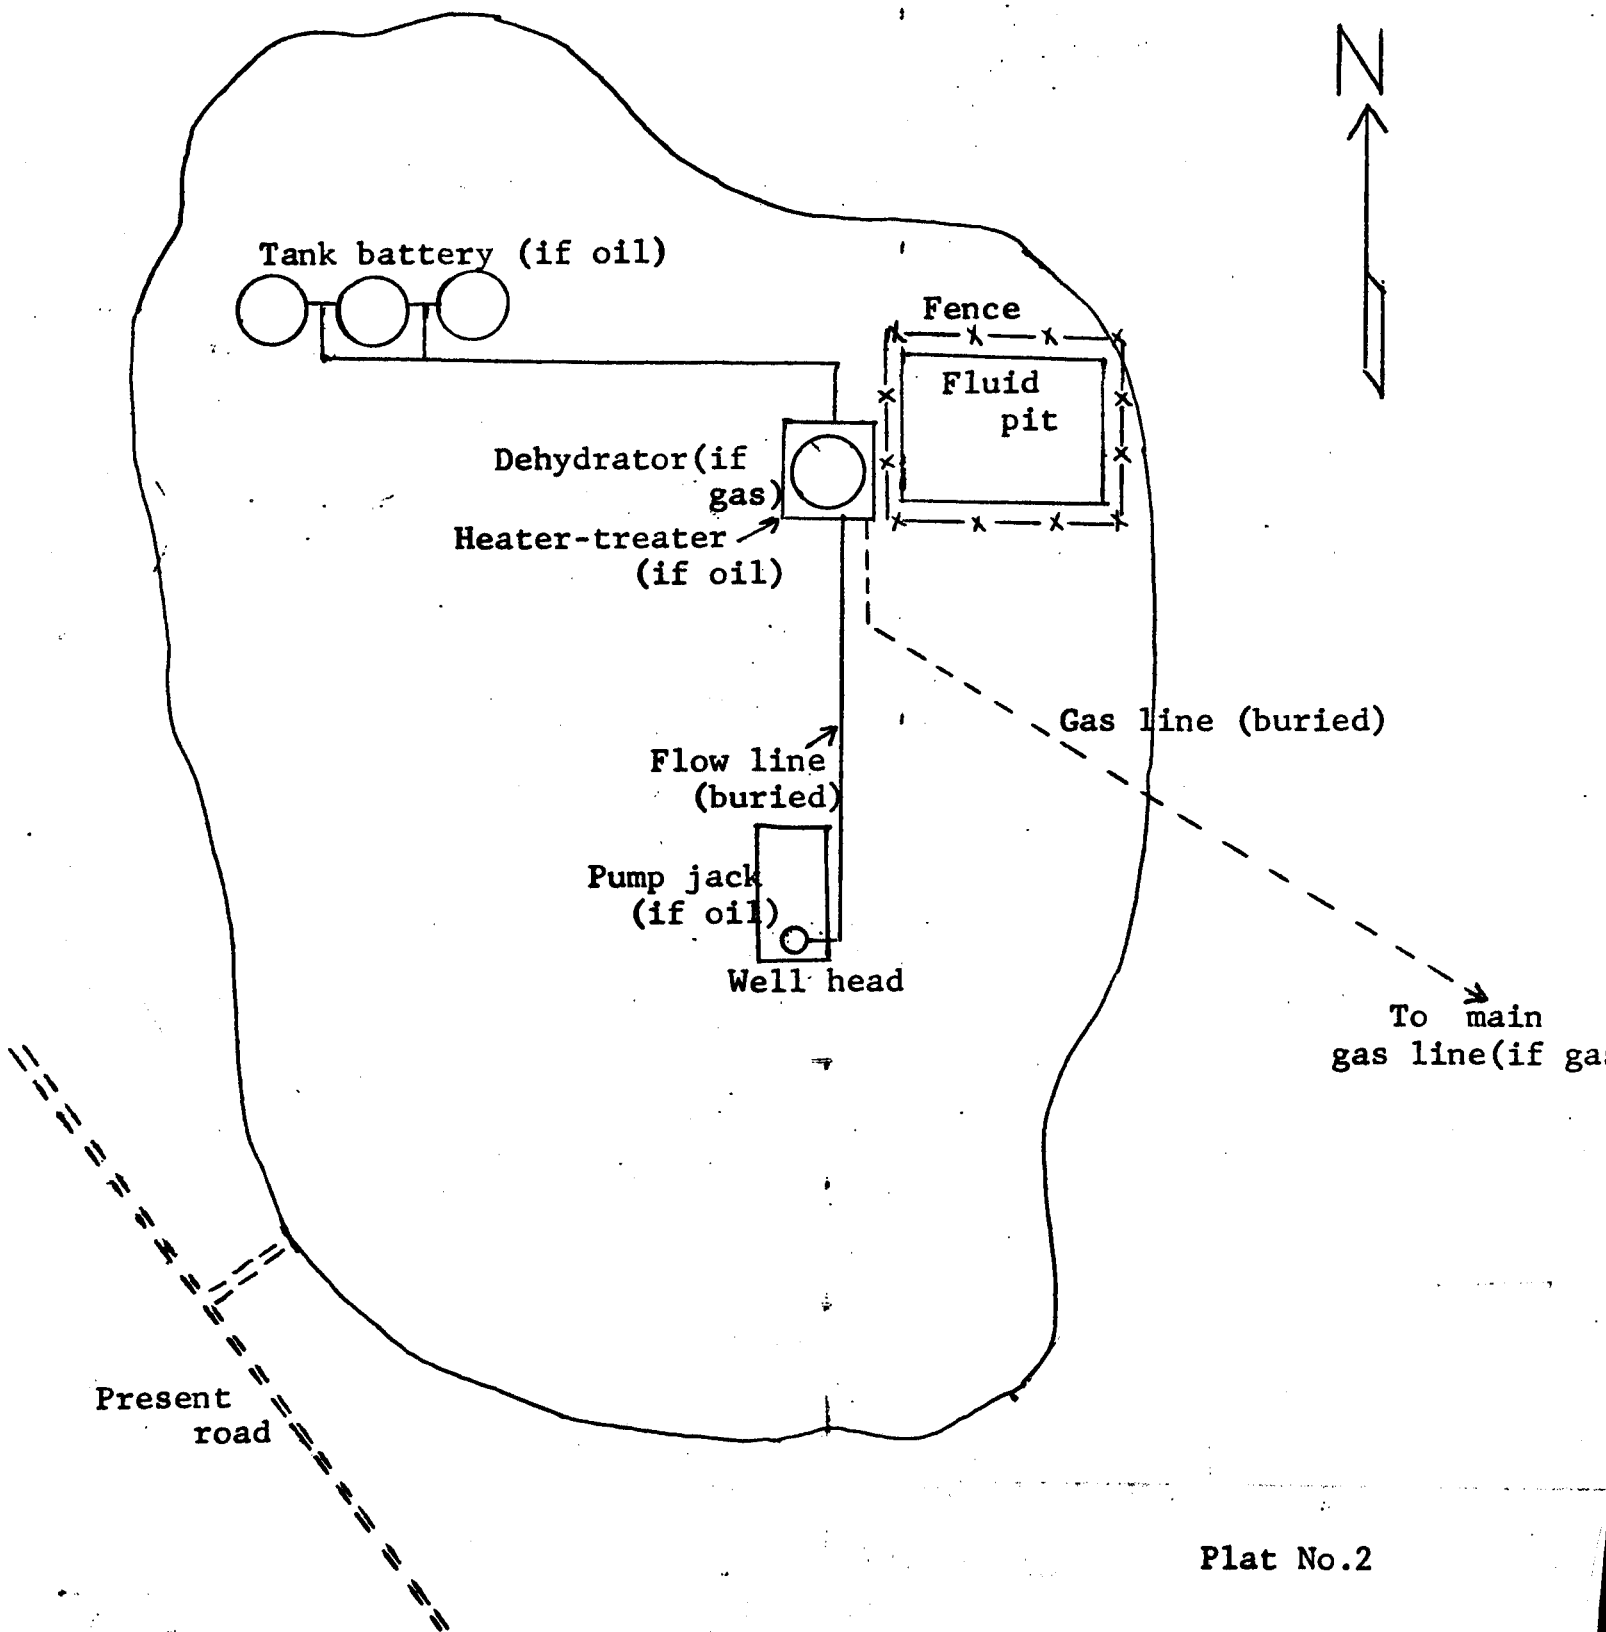 N
Tank battery (if oil)
Fence
Fluid
pit
Dehydrator(if
gas)
Heater-treater
(if oil)
Gas line (buried)
Flow line
(buried)
Pump jack
(if oil)
Well head
To main
gas line(if gas
Present
road
Plat No.2